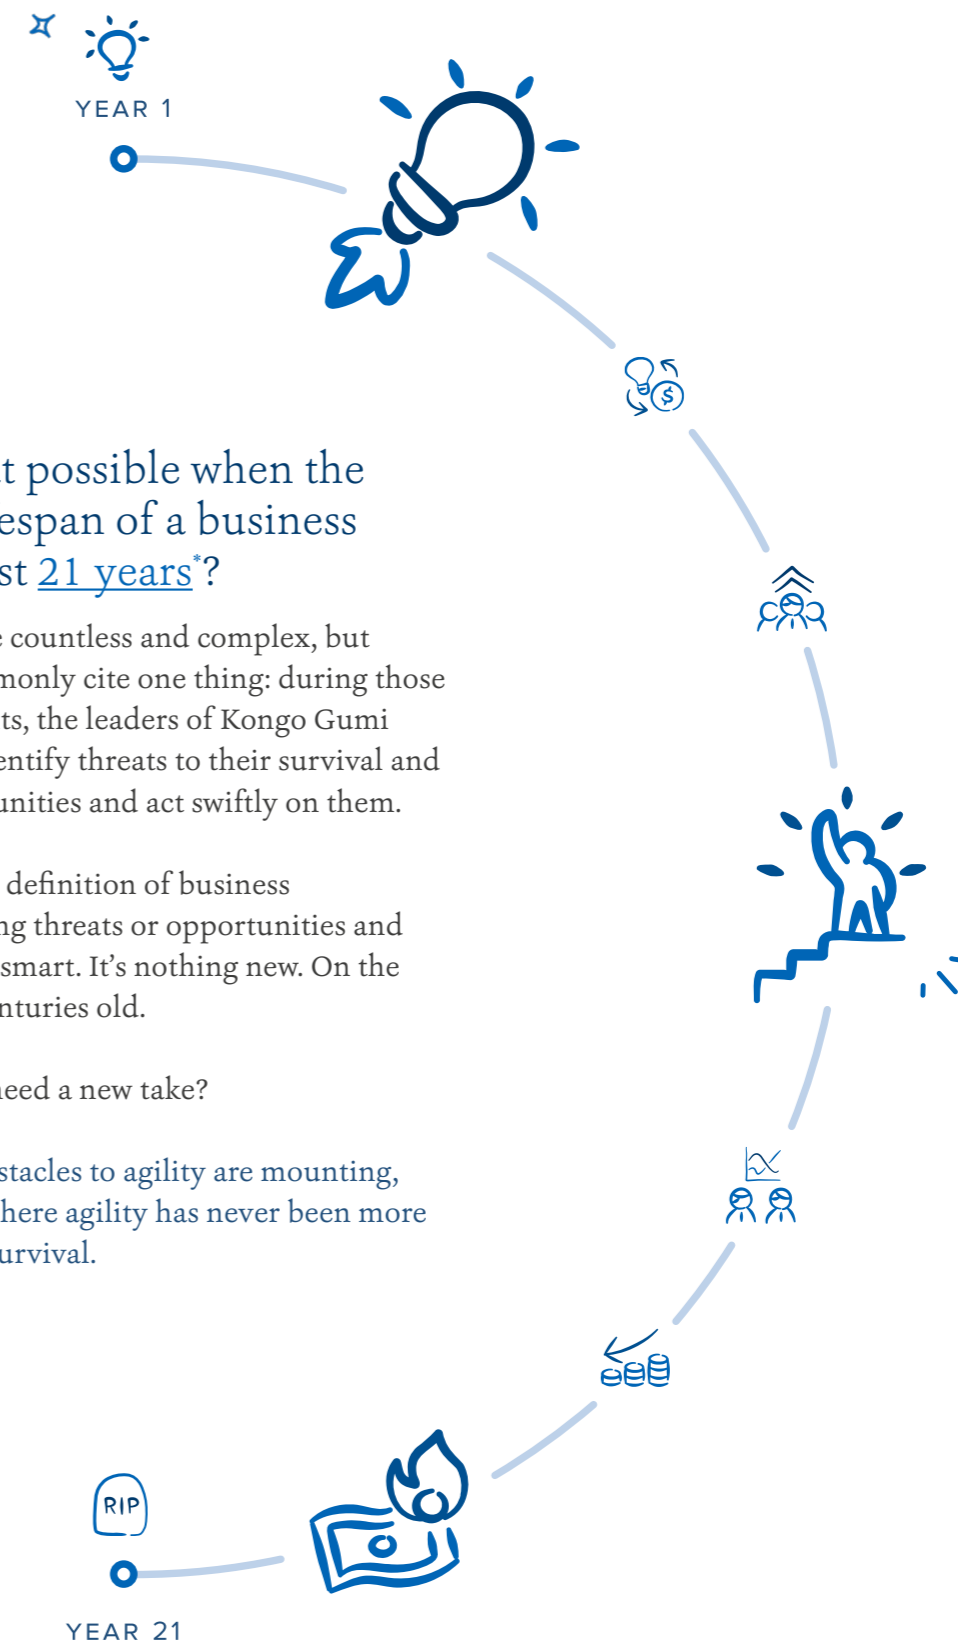 YEAR 1
$
t possible when the
espan of a business
st 21 years*?
e countless and complex, but
monly cite one thing: during those
ts, the leaders of Kongo Gumi
entify threats to their survival and
unities and act swiftly on them.
definition of business
ng threats or opportunities and
smart. It’s nothing new. On the
nturies old.
need a new take?
stacles to agility are mounting,
here agility has never been more
urvival.
RIP
YEAR 21